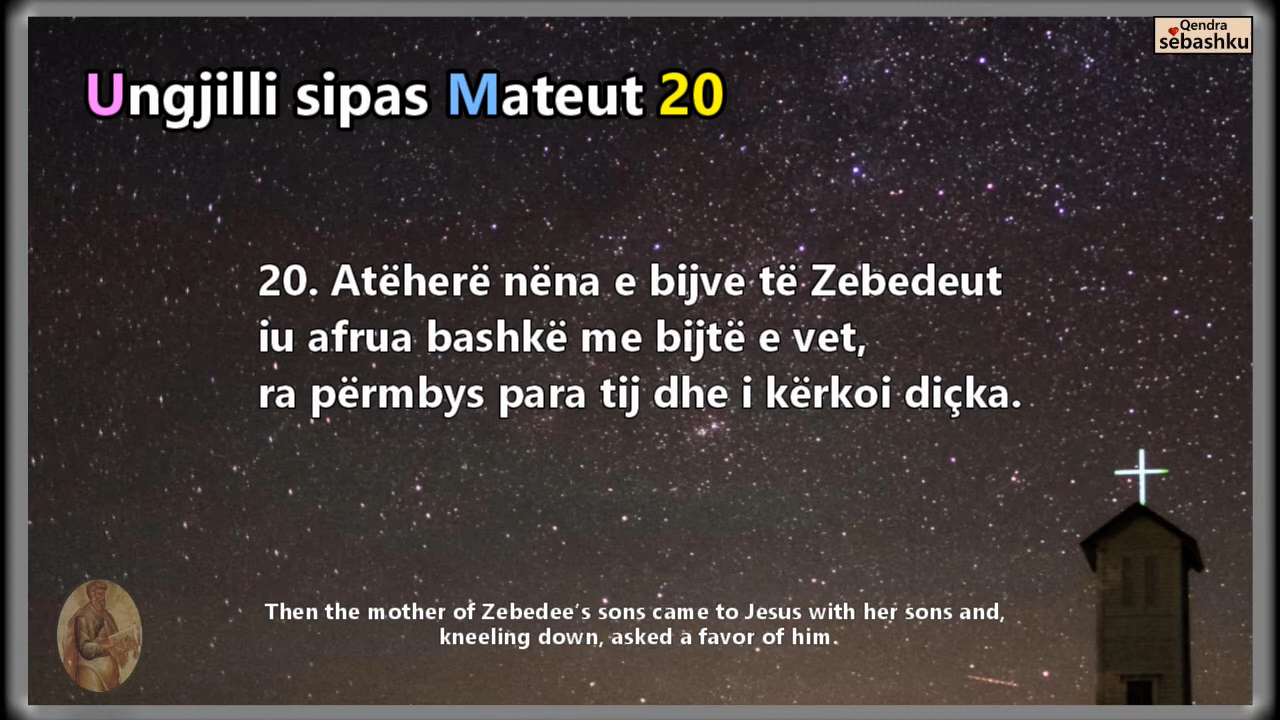 Qendra
sëbashku
Ungjilli sipas Mateut 20
20. Atëherë nëna e bijve të Zebedeut
iu afrua bashkë me bijtë e vet,
ra përmbys para tij dhe i kërkoi diçka.
Then the mother of Zebedee's sons came to Jesus with her sons and,
kneeling down, asked a favor of him.